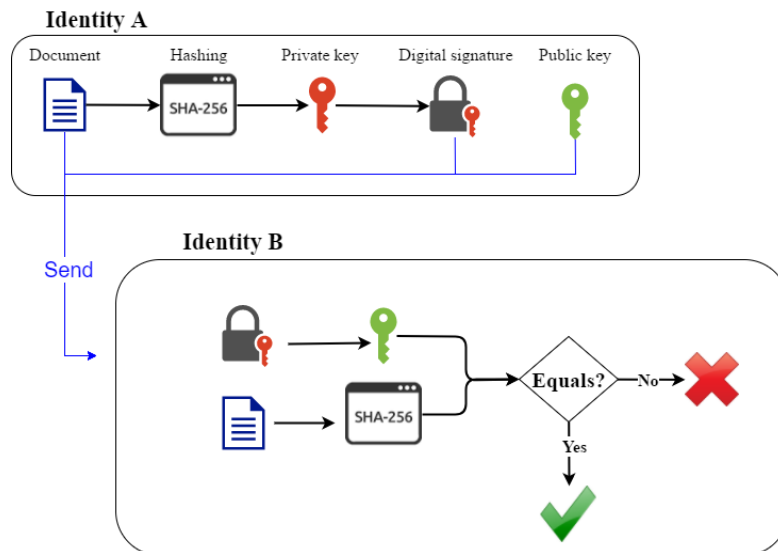 Identity A
Document Hashing Private key Digital signature Public key
SHA-256
Identity B
Send
Equals?
No
SHA-256
Yes